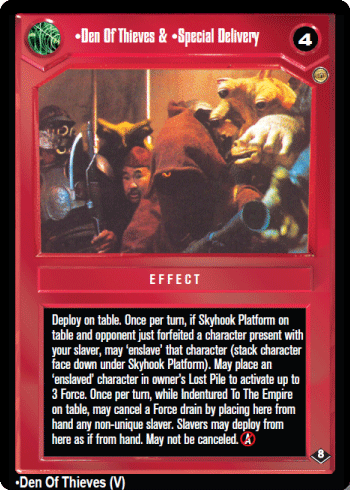 •Den Of Thieves & •Special Delivery
4
EFFECT
Deploy on table. Once per turn, if Skyhook Platform on
table and opponent just forfeited a character present with
your slaver, may ‘enslave’ that character (stack character
face down under Skyhook Platform). May place an
‘enslaved’ character in owner’s Lost Pile to activate up to
3 Force. Once per turn, while Indentured To The Empire
on table, may cancel a Force drain by placing here from
hand any non-unique slaver. Slavers may deploy from
here as if from hand. May not be canceled. A
8
•Den Of Thieves (V)